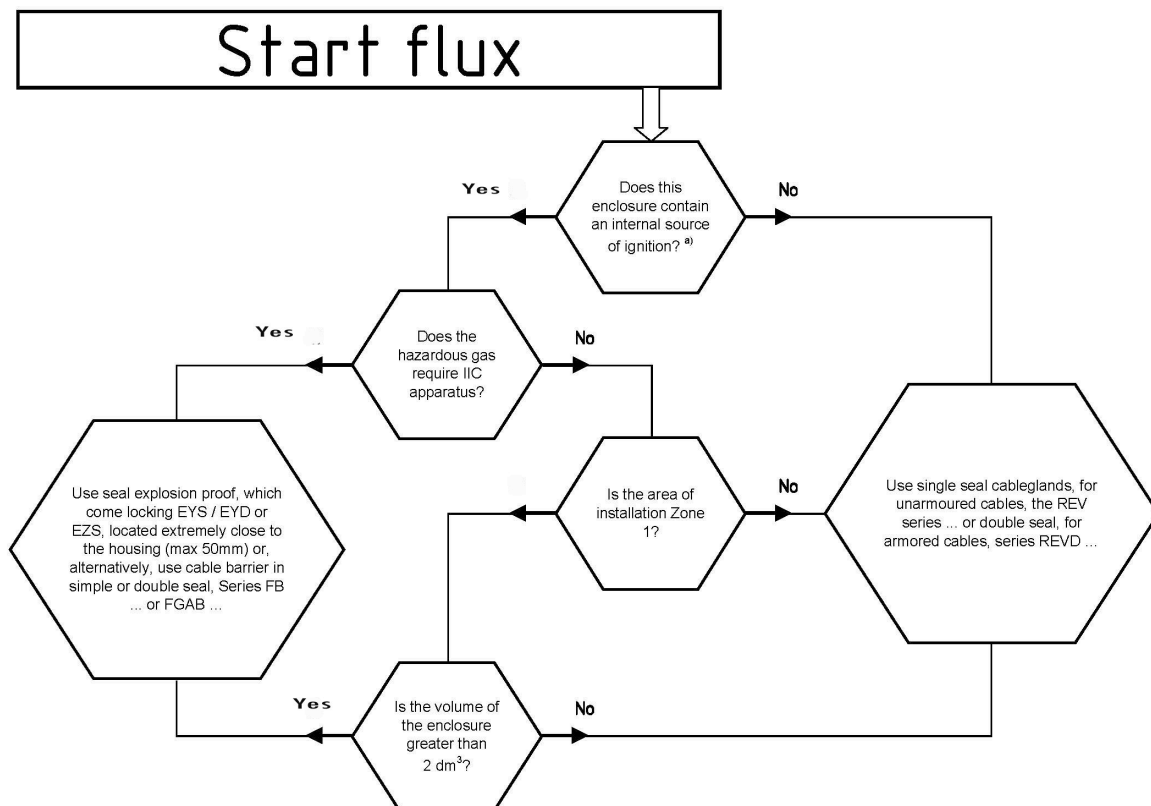 Start flux
Does this
enclosure contain
an internal source
of ignition? a)
Yes
No
Does the
hazardous gas
require IIC
apparatus?
Yes
No
Is the area of
installation Zone
1?
No
Use seal explosion proof, which
come locking EYS / EYD or
EZS, located extremely close to
the housing (max 50mm) or,
alternatively, use cable barrier in
simple or double seal, Series FB
... or FGAB ...
Use single seal cableglands, for
unarmoured cables, the REV
series ... or double seal, for
armored cables, series REVD ...
Is the volume of
the enclosure
greater than
2 dm³?
Yes
No